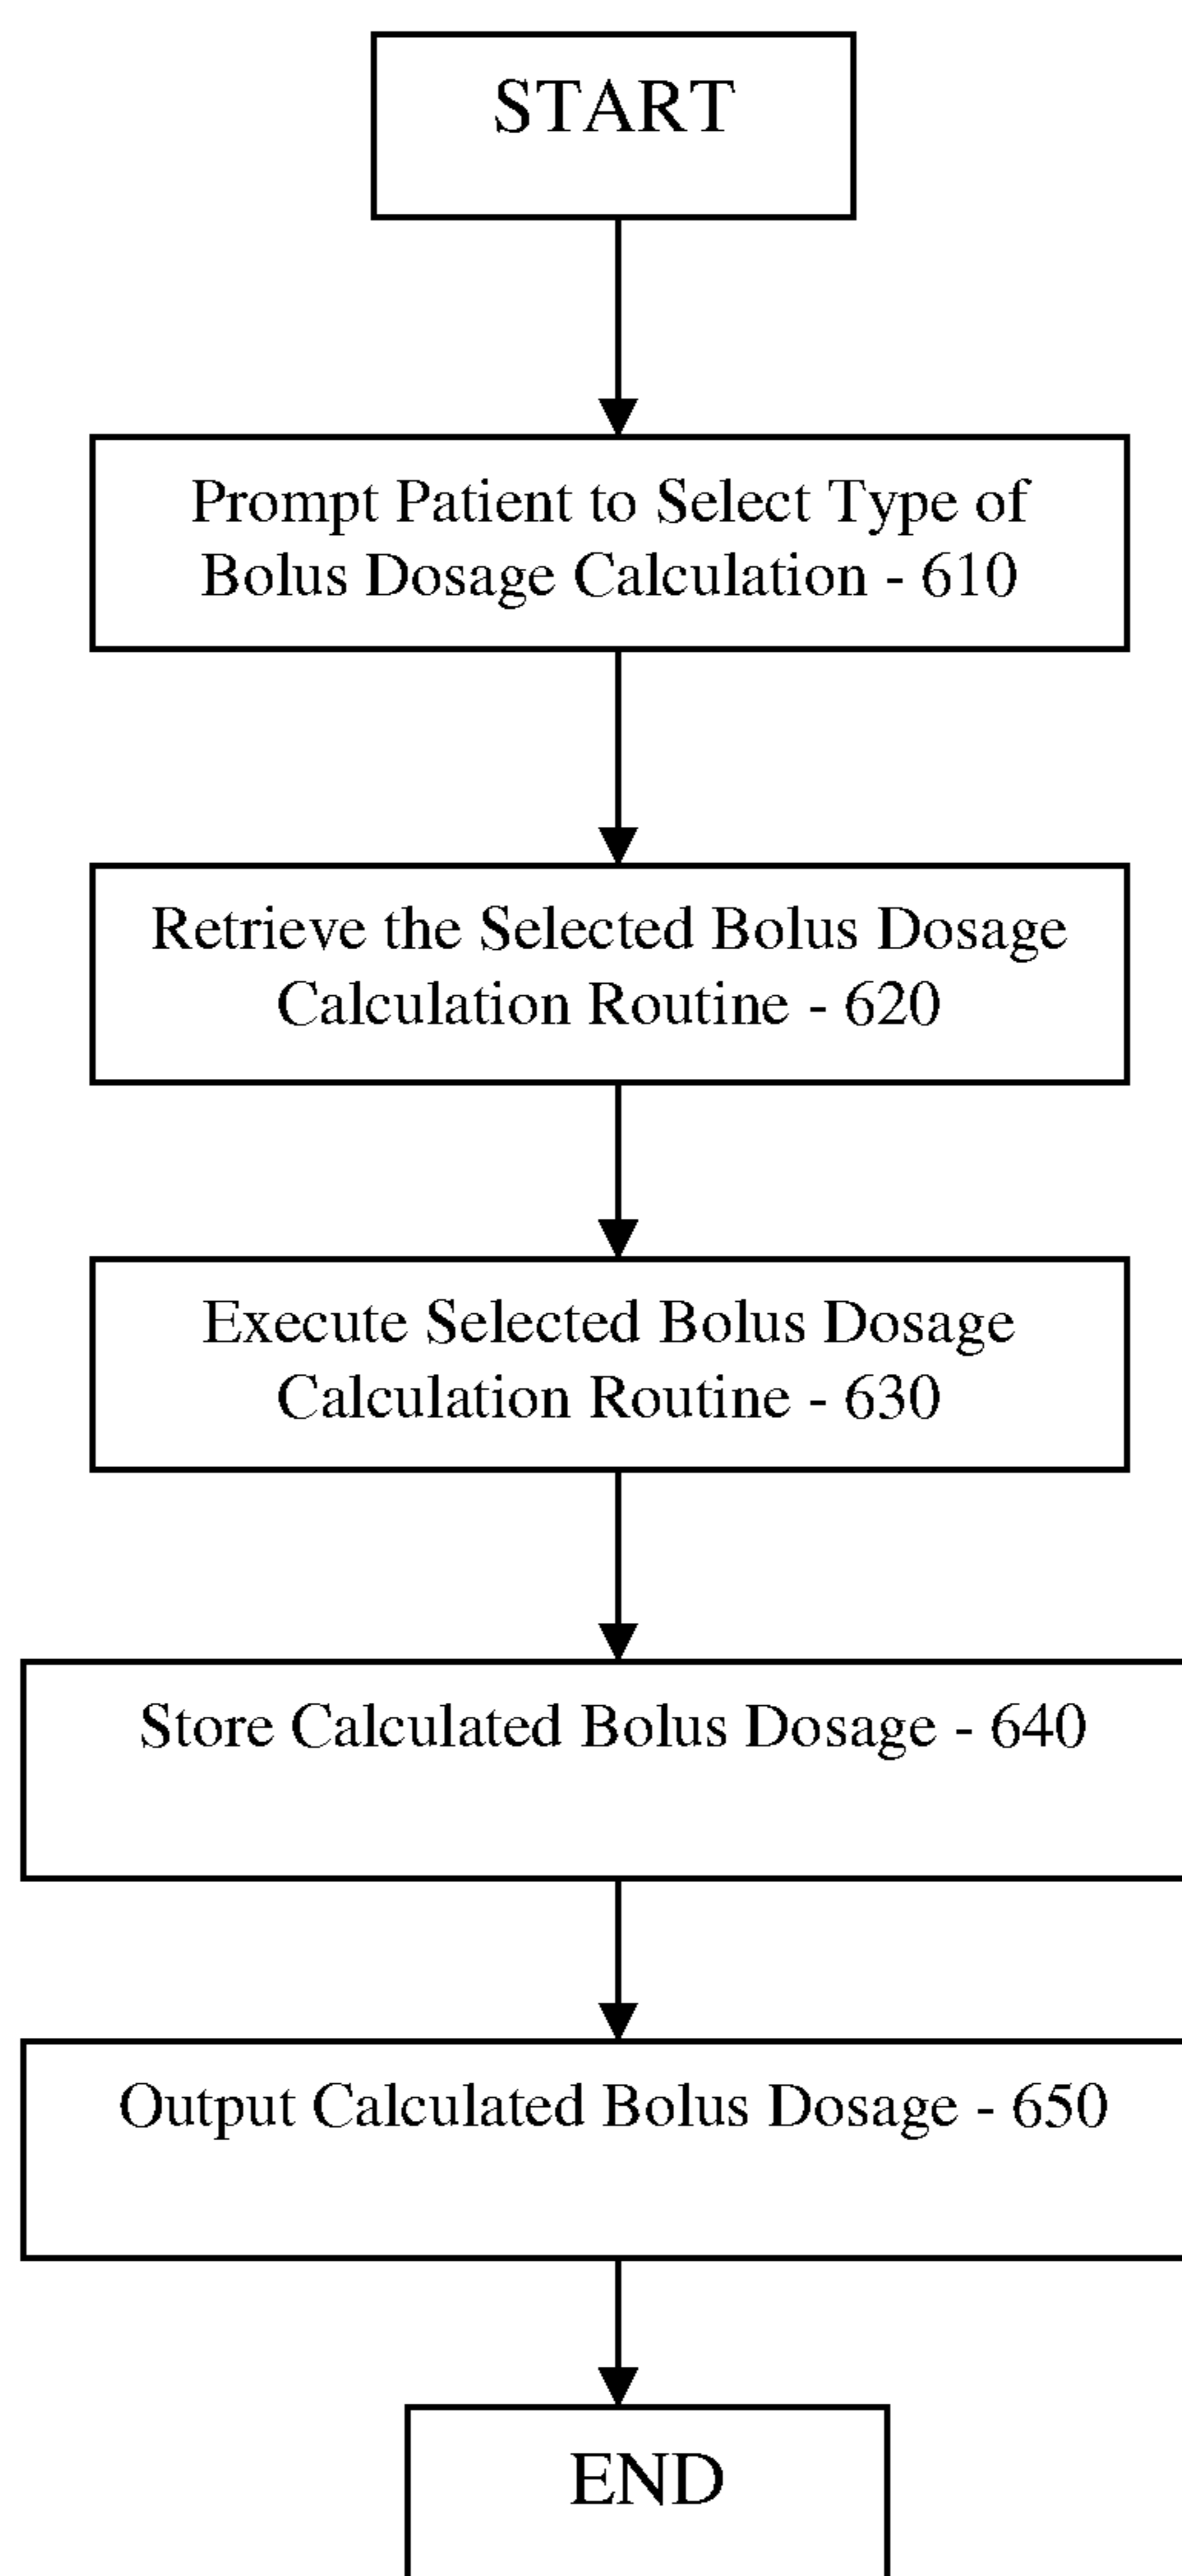 START
Prompt Patient to Select Type of
Bolus Dosage Calculation - 610
Retrieve the Selected Bolus Dosage
Calculation Routine - 620
Execute Selected Bolus Dosage
Calculation Routine - 630
Store Calculated Bolus Dosage - 640
Output Calculated Bolus Dosage - 650
END